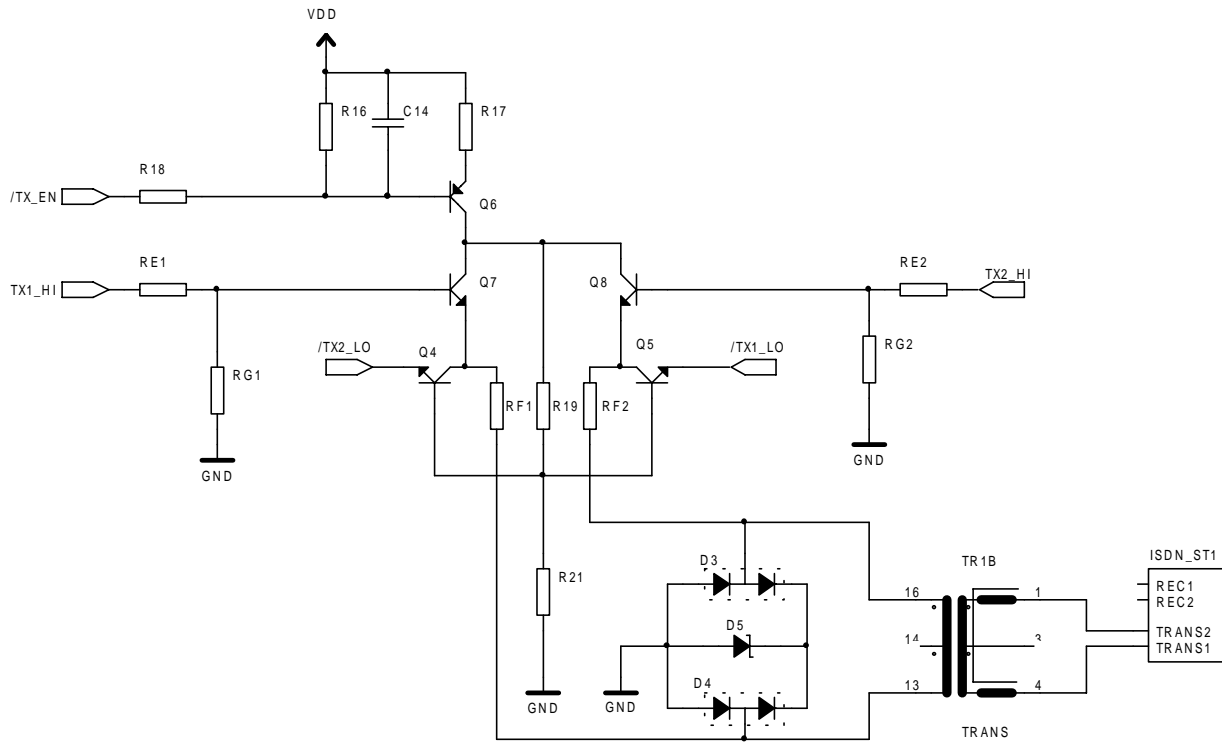 VDD
R16
C14
R17
R18
/TX_EN
Q6
RE1
TX1_HI
Q7
Q8
RE2
TX2_HI
/TX2_LO
Q4
Q5
/TX1_LO
RG1
RG2
RF1
R19
RF2
GND
GND
R21
D3
D5
D4
GND
GND
TR1B
16
14
13
1
3
4
TRANS
ISDN_ST1
REC1
REC2
TRANS2
TRANS1